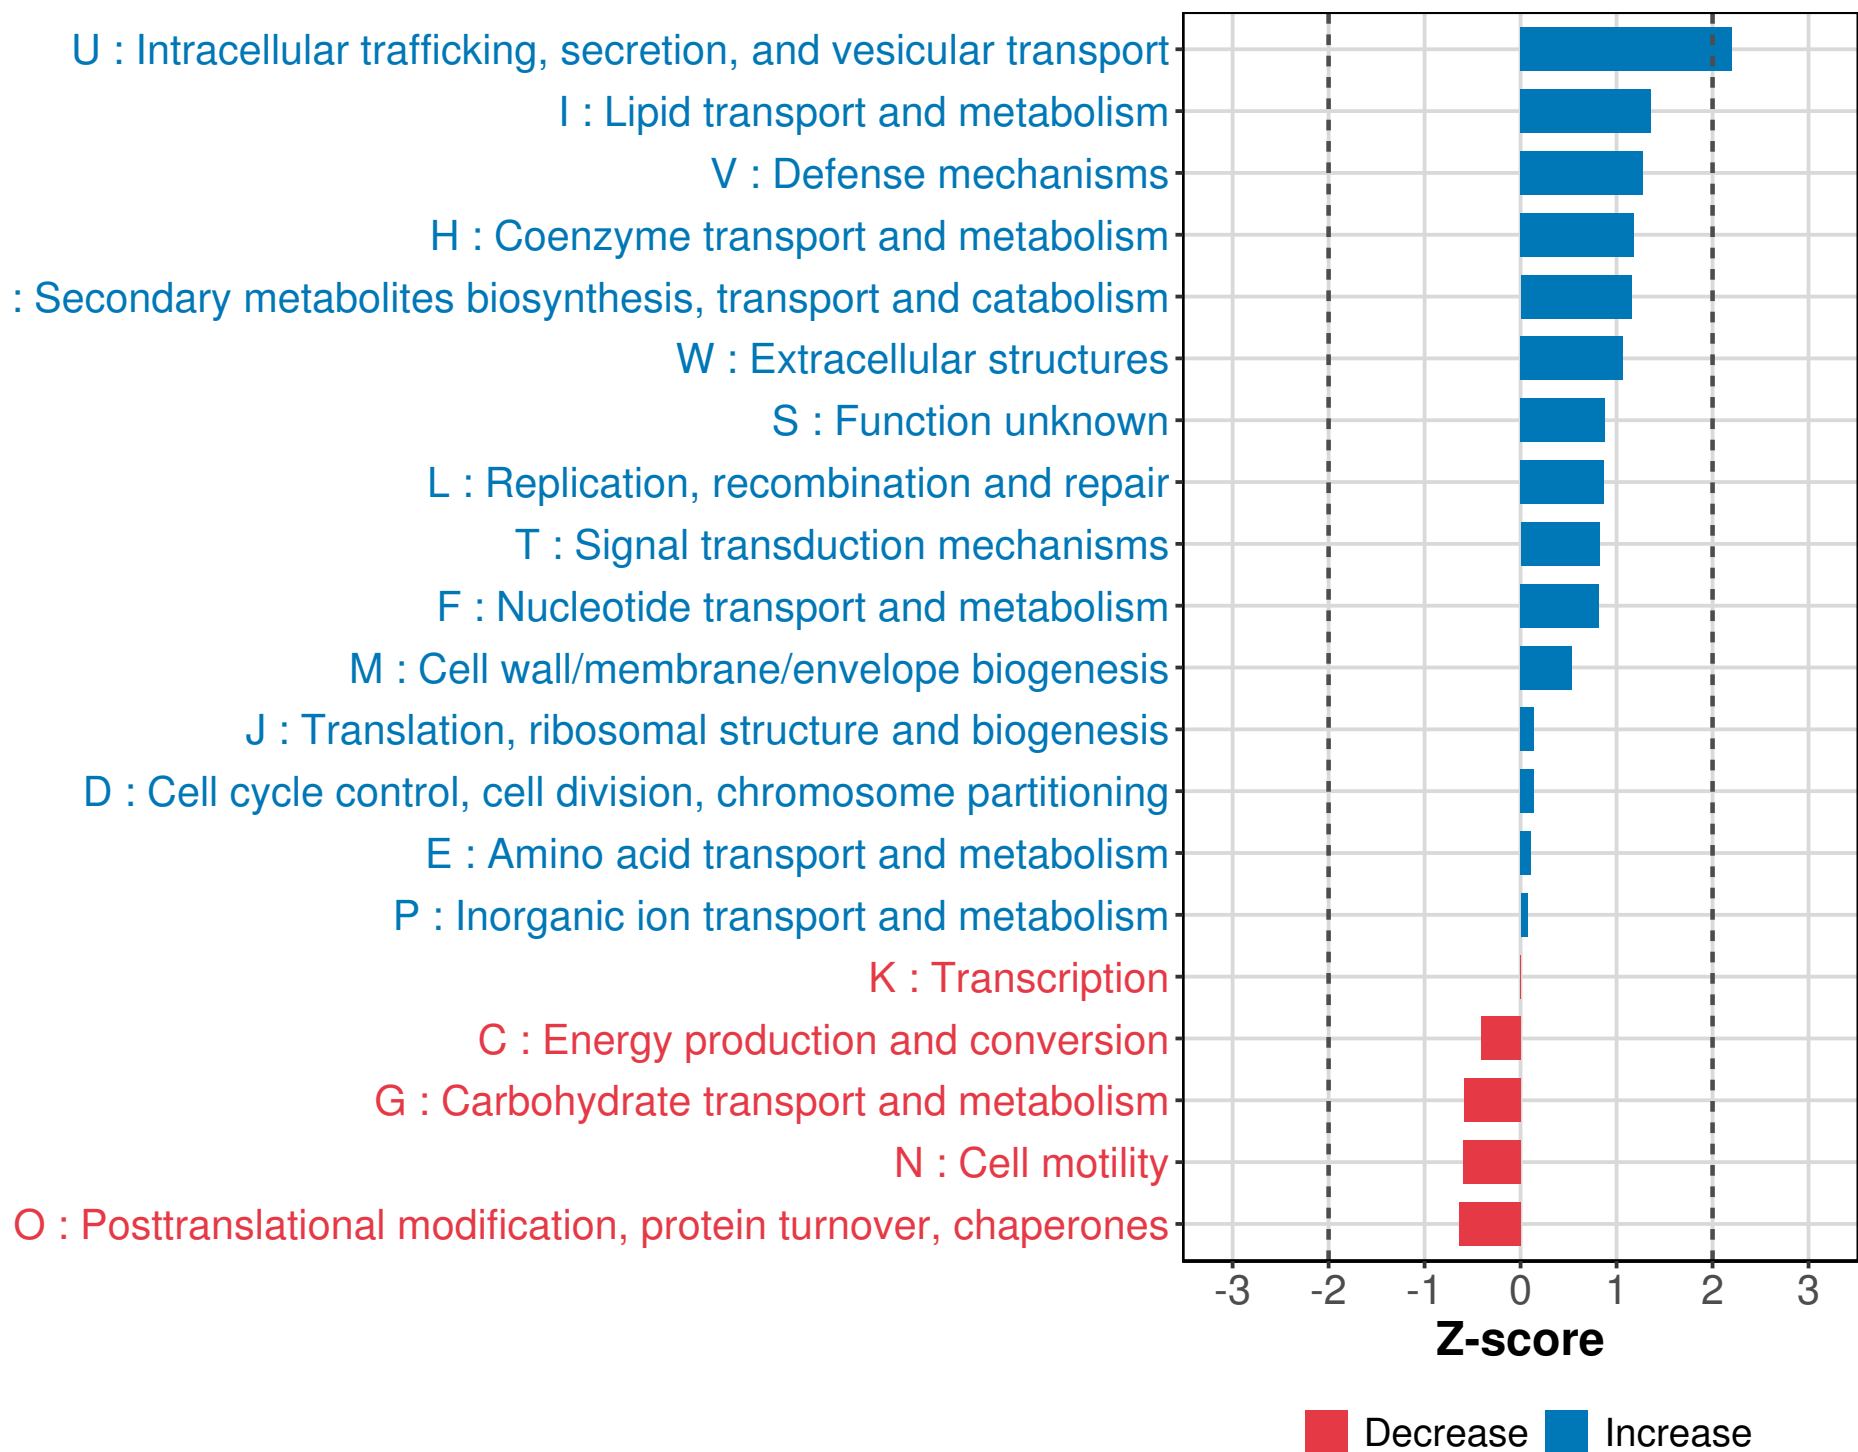 U : Intracellular trafficking, secretion, and vesicular transport
I : Lipid transport and metabolism
V : Defense mechanisms
H : Coenzyme transport and metabolism
: Secondary metabolites biosynthesis, transport and catabolism
W : Extracellular structures
S : Function unknown
L : Replication, recombination and repair
T : Signal transduction mechanisms
F : Nucleotide transport and metabolism
M : Cell wall/membrane/envelope biogenesis
J : Translation, ribosomal structure and biogenesis
D : Cell cycle control, cell division, chromosome partitioning
E : Amino acid transport and metabolism
P : Inorganic ion transport and metabolism
K : Transcription
C : Energy production and conversion
G : Carbohydrate transport and metabolism
N : Cell motility
O : Posttranslational modification, protein turnover, chaperones
-3 -2 -1 0 1 2 3
Z-score
Decrease Increase